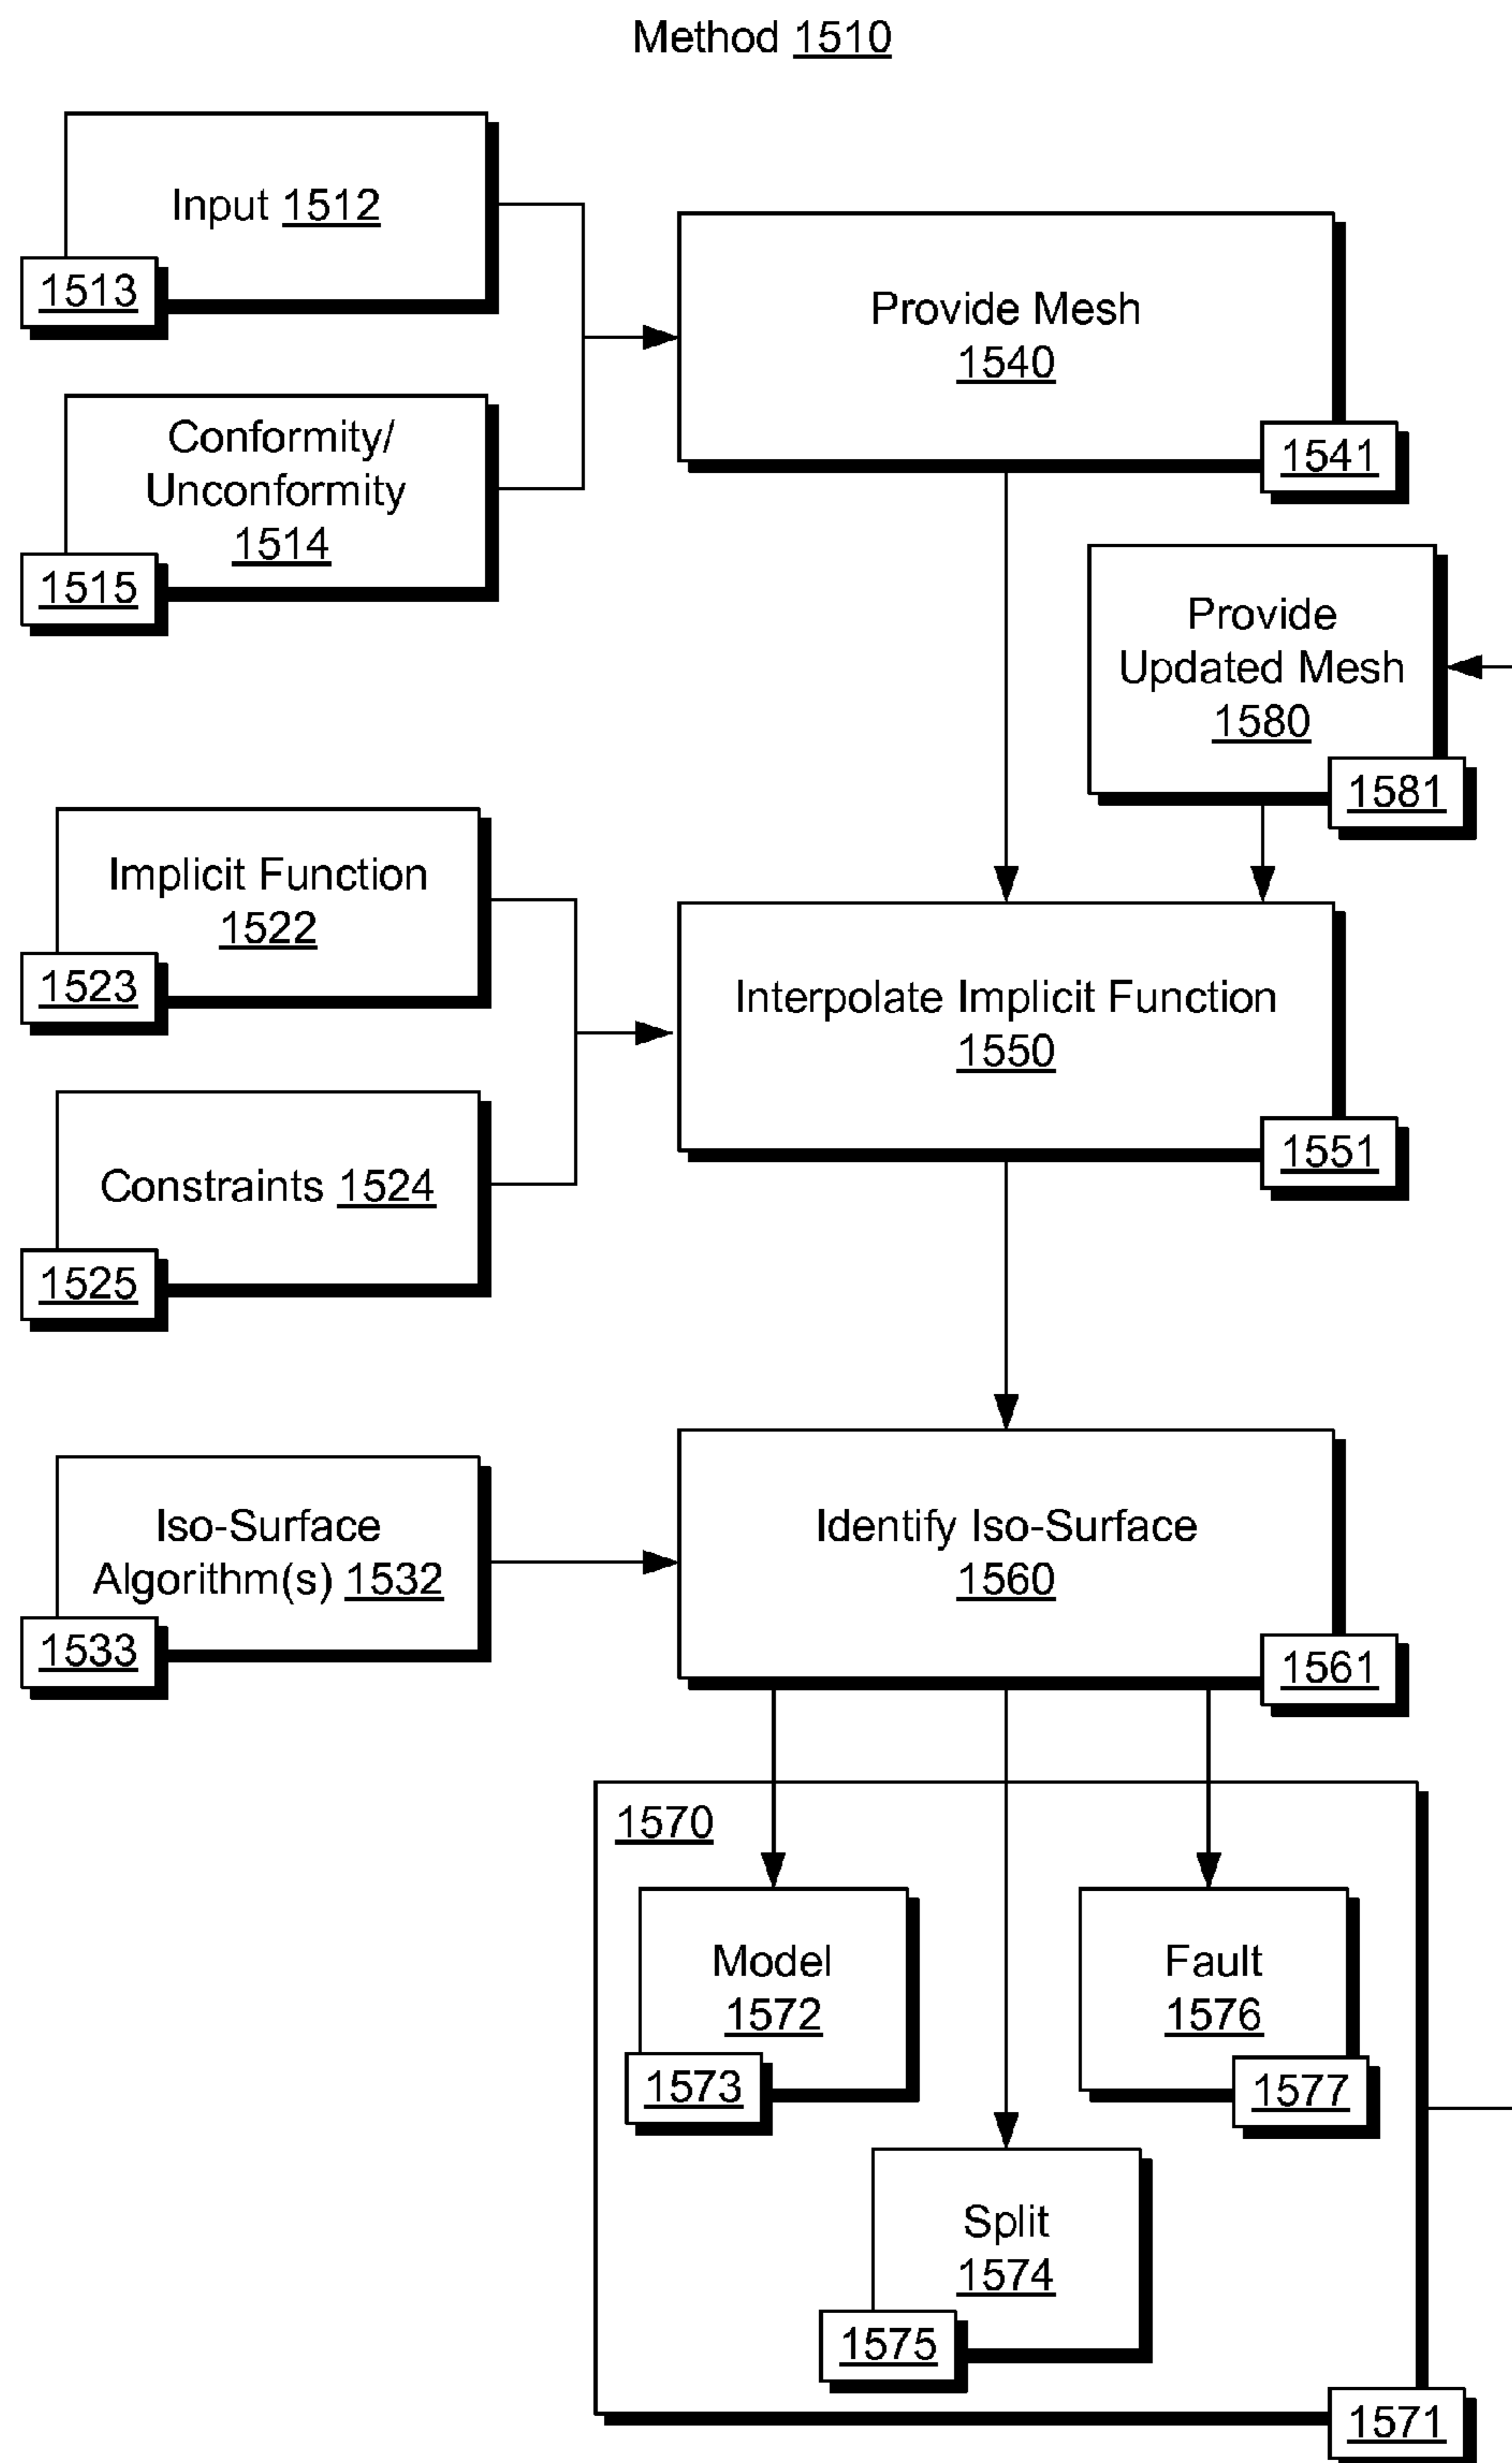 Method 1510
Input 1512
1513
Conformity/
Unconformity
1514
1515
Provide Mesh
1540
1541
Provide
Updated Mesh
1580
1581
Implicit Function
1522
1523
Constraints 1524
1525
Interpolate Implicit Function
1550
1551
Iso-Surface
Algorithm(s) 1532
1533
Identify Iso-Surface
1560
1561
1570
Model
1572
1573
Fault
1576
1577
Split
1574
1575
1571